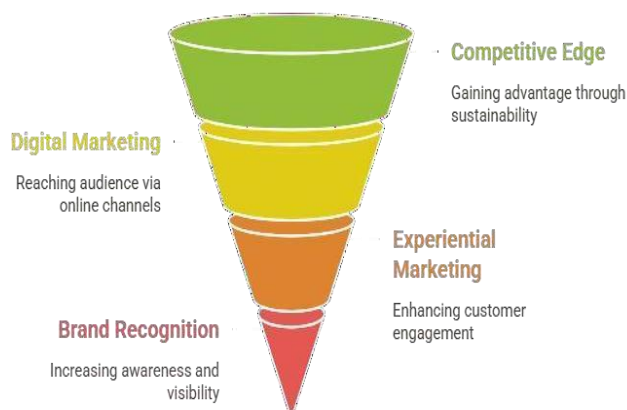 Competitive Edge
Gaining advantage through
sustainability
Digital Marketing
Reaching audience via
online channels
Experiential
Marketing
Enhancing customer
engagement
Brand Recognition
Increasing awareness and
visibility